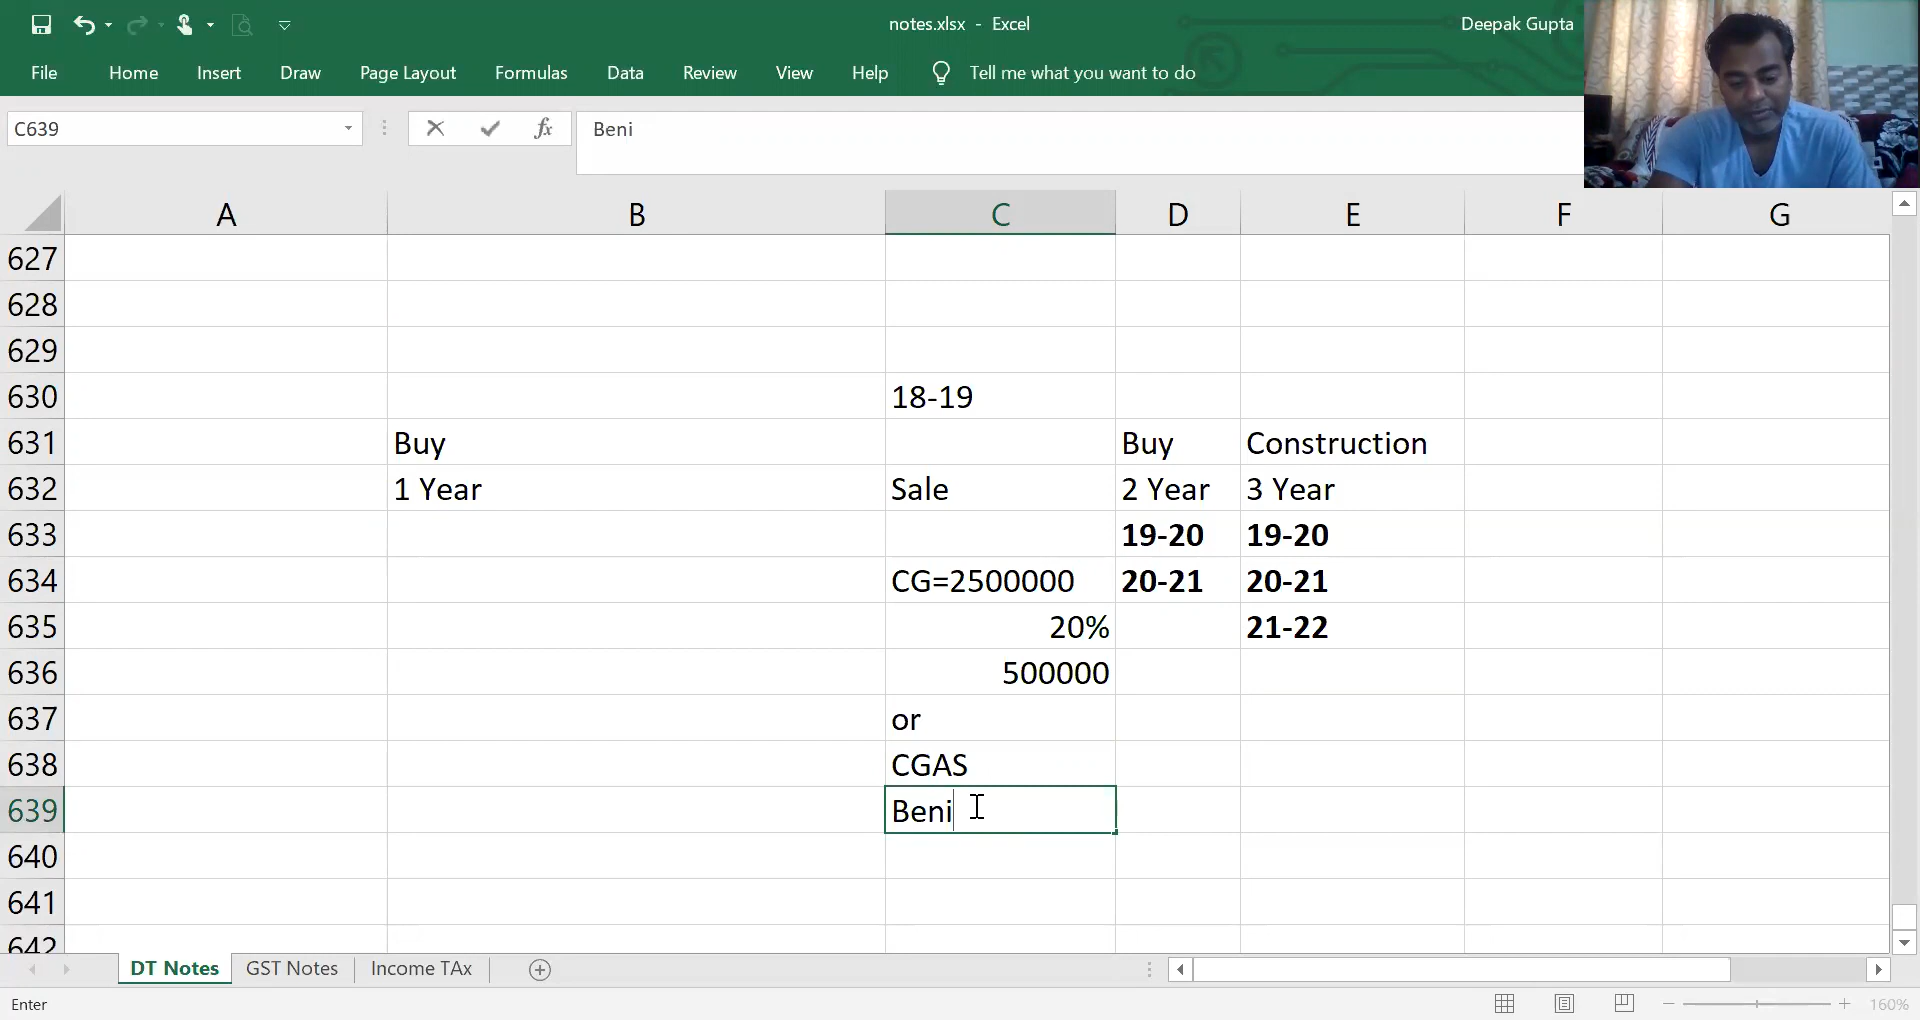 notes.xlsx - Excel
Deepak Gupta
File Home Insert Draw Page Layout Formulas Data Review View Help Tell me what you want to do
C639 fx Beni
A B C D E F G
627
628
629
630 18-19
631 Buy Buy Construction
632 1 Year Sale 2 Year 3 Year
633 19-20 19-20
634 CG=2500000 20-21 20-21
635 20% 21-22
636 500000
637 or
638 CGAS
639 Beni
640
641
642
DT Notes GST Notes Income TAx
Enter 160%